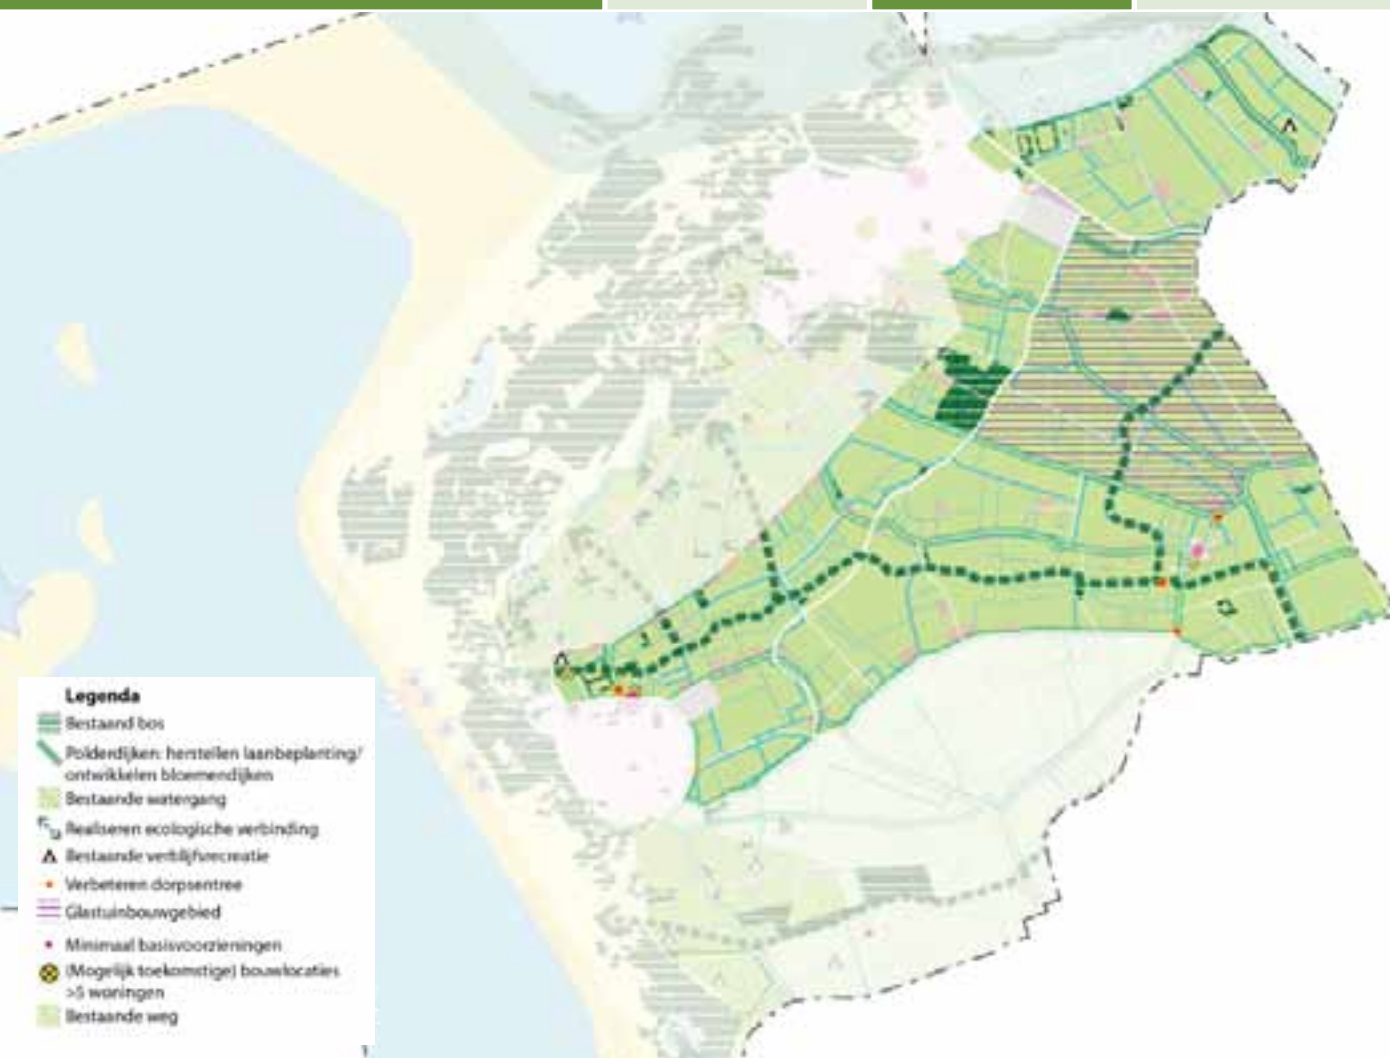 Legenda
Bestaand bos
Polderdijken: herstellen laanbeplanting/
ontwikkelen bloemendijken
Bestaande watergang
Realiseren ecologische verbinding
Bestaande verblijfsrecreatie
Verbeteren dorpsentree
Glastuinbouwgebied
Minimaal basisvoorzieningen
(Mogelijk toekomstige) bouwlocaties
>5 woningen
Bestaande weg